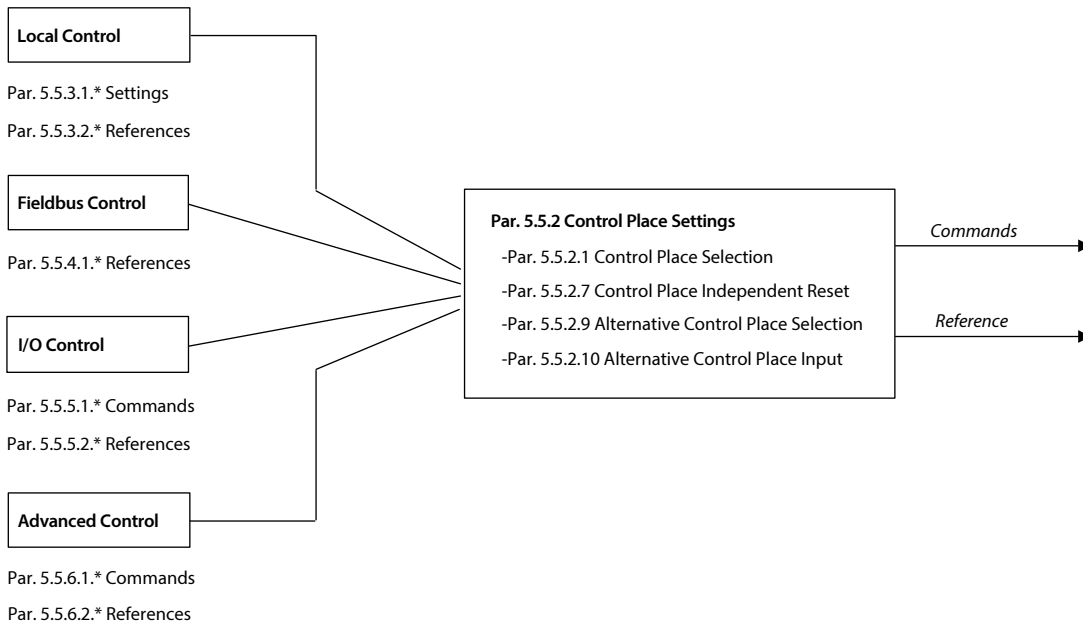 Local Control
Par. 5.5.3.1.* Settings
Par. 5.5.3.2.* References
Fieldbus Control
Par. 5.5.4.1.* References
I/O Control
Par. 5.5.5.1.* Commands
Par. 5.5.5.2.* References
Advanced Control
Par. 5.5.6.1.* Commands
Par. 5.5.6.2.* References
Par. 5.5.2 Control Place Settings
-Par. 5.5.2.1 Control Place Selection
-Par. 5.5.2.7 Control Place Independent Reset
-Par. 5.5.2.9 Alternative Control Place Selection
-Par. 5.5.2.10 Alternative Control Place Input
Commands
Reference